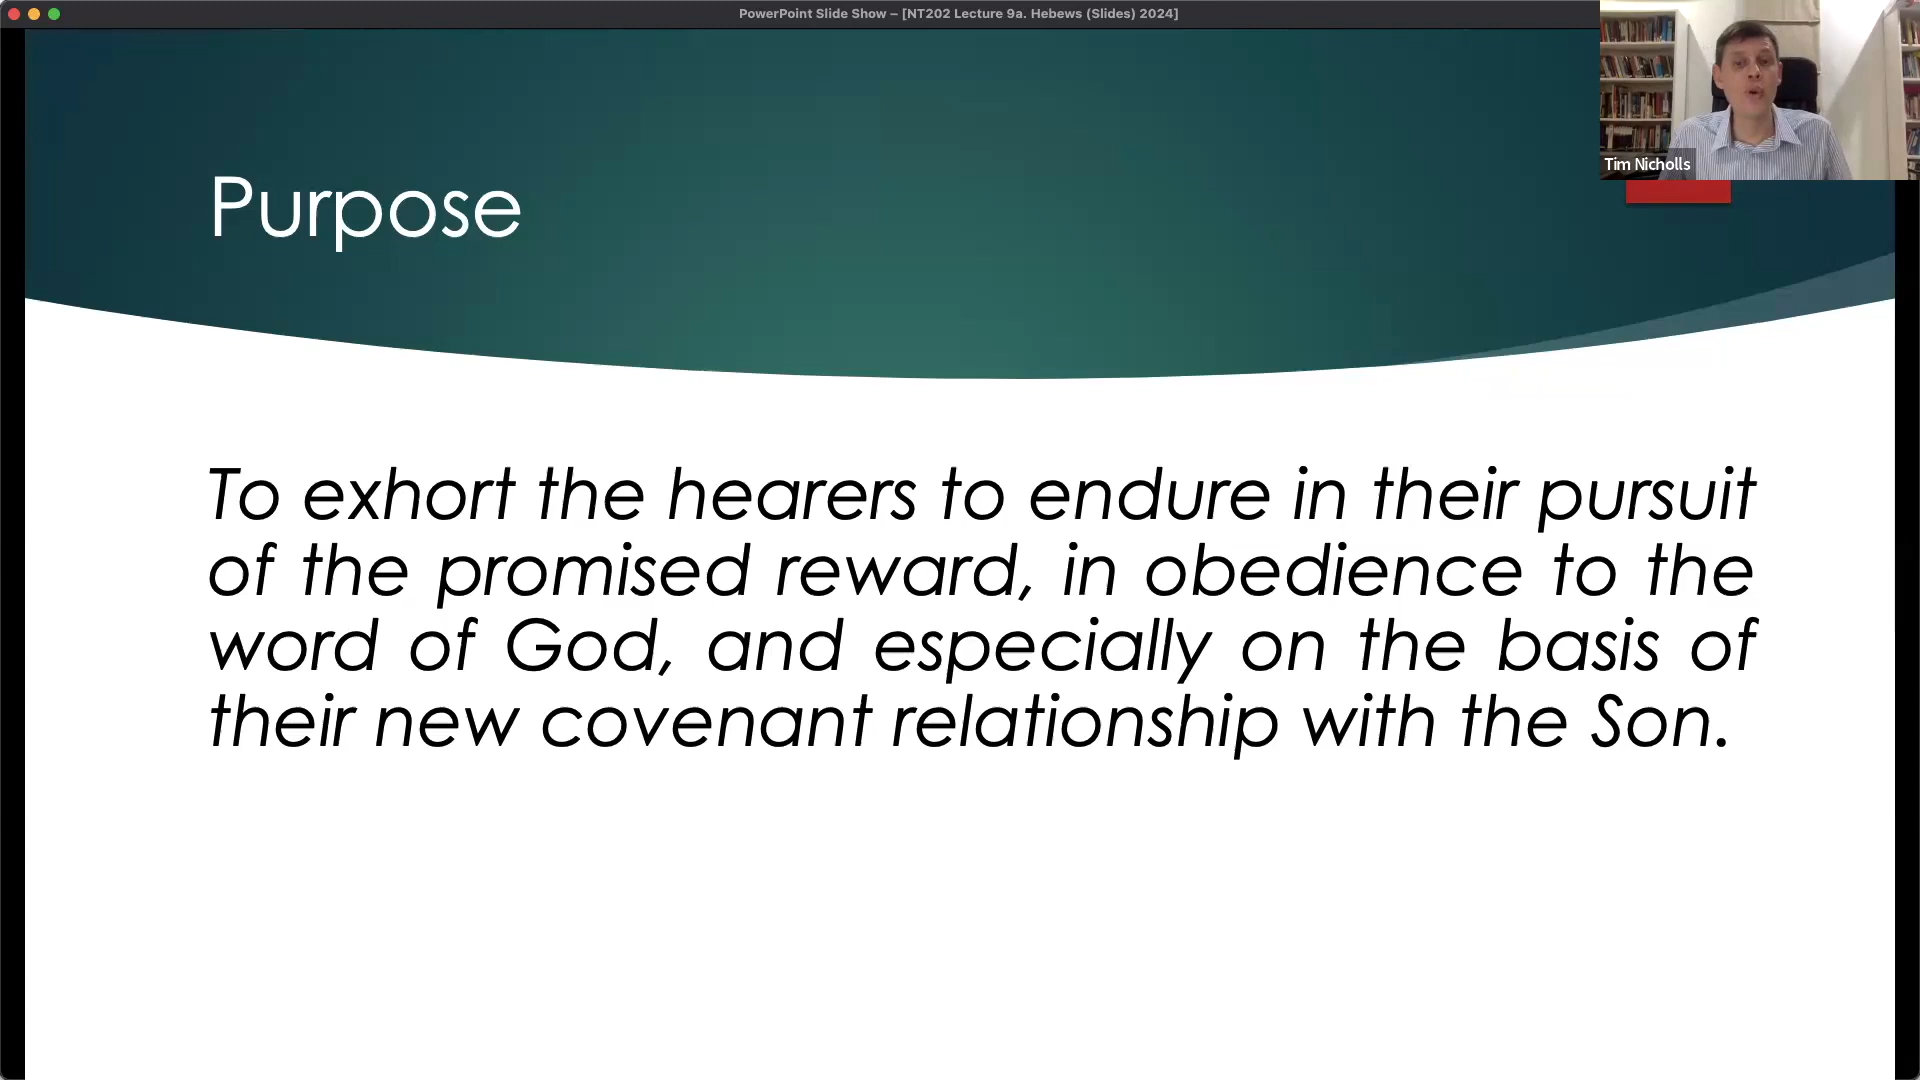 PowerPoint Slide Show – [NT202 Lecture 9a. Hebews (Slides) 2024]
Tim Nicholls
Purpose
To exhort the hearers to endure in their pursuit
of the promised reward, in obedience to the
word of God, and especially on the basis of
their new covenant relationship with the Son.